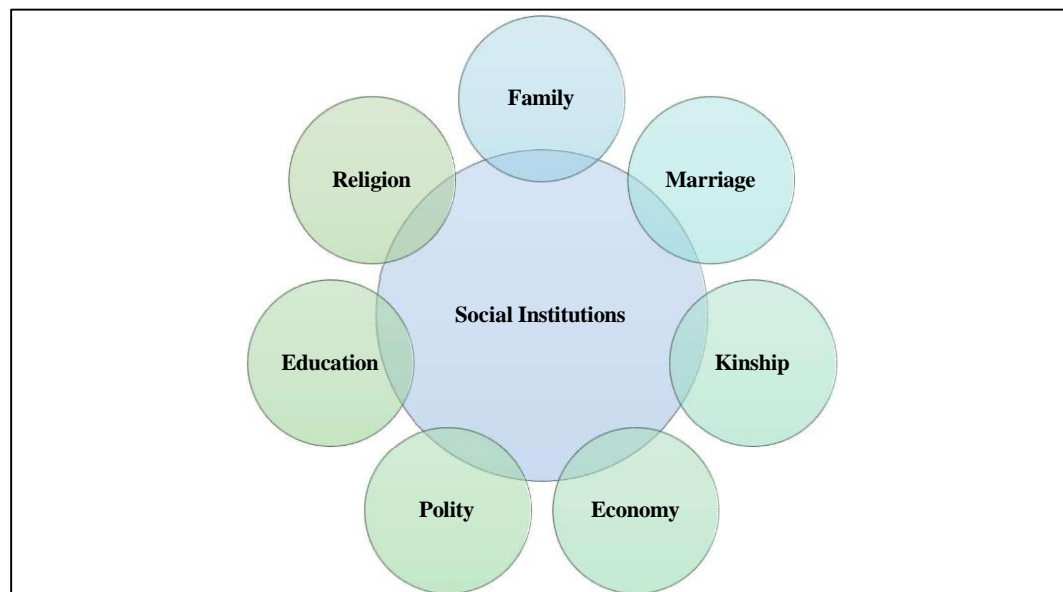 Family
Religion
Marriage
Social Institutions
Education
Kinship
Polity
Economy